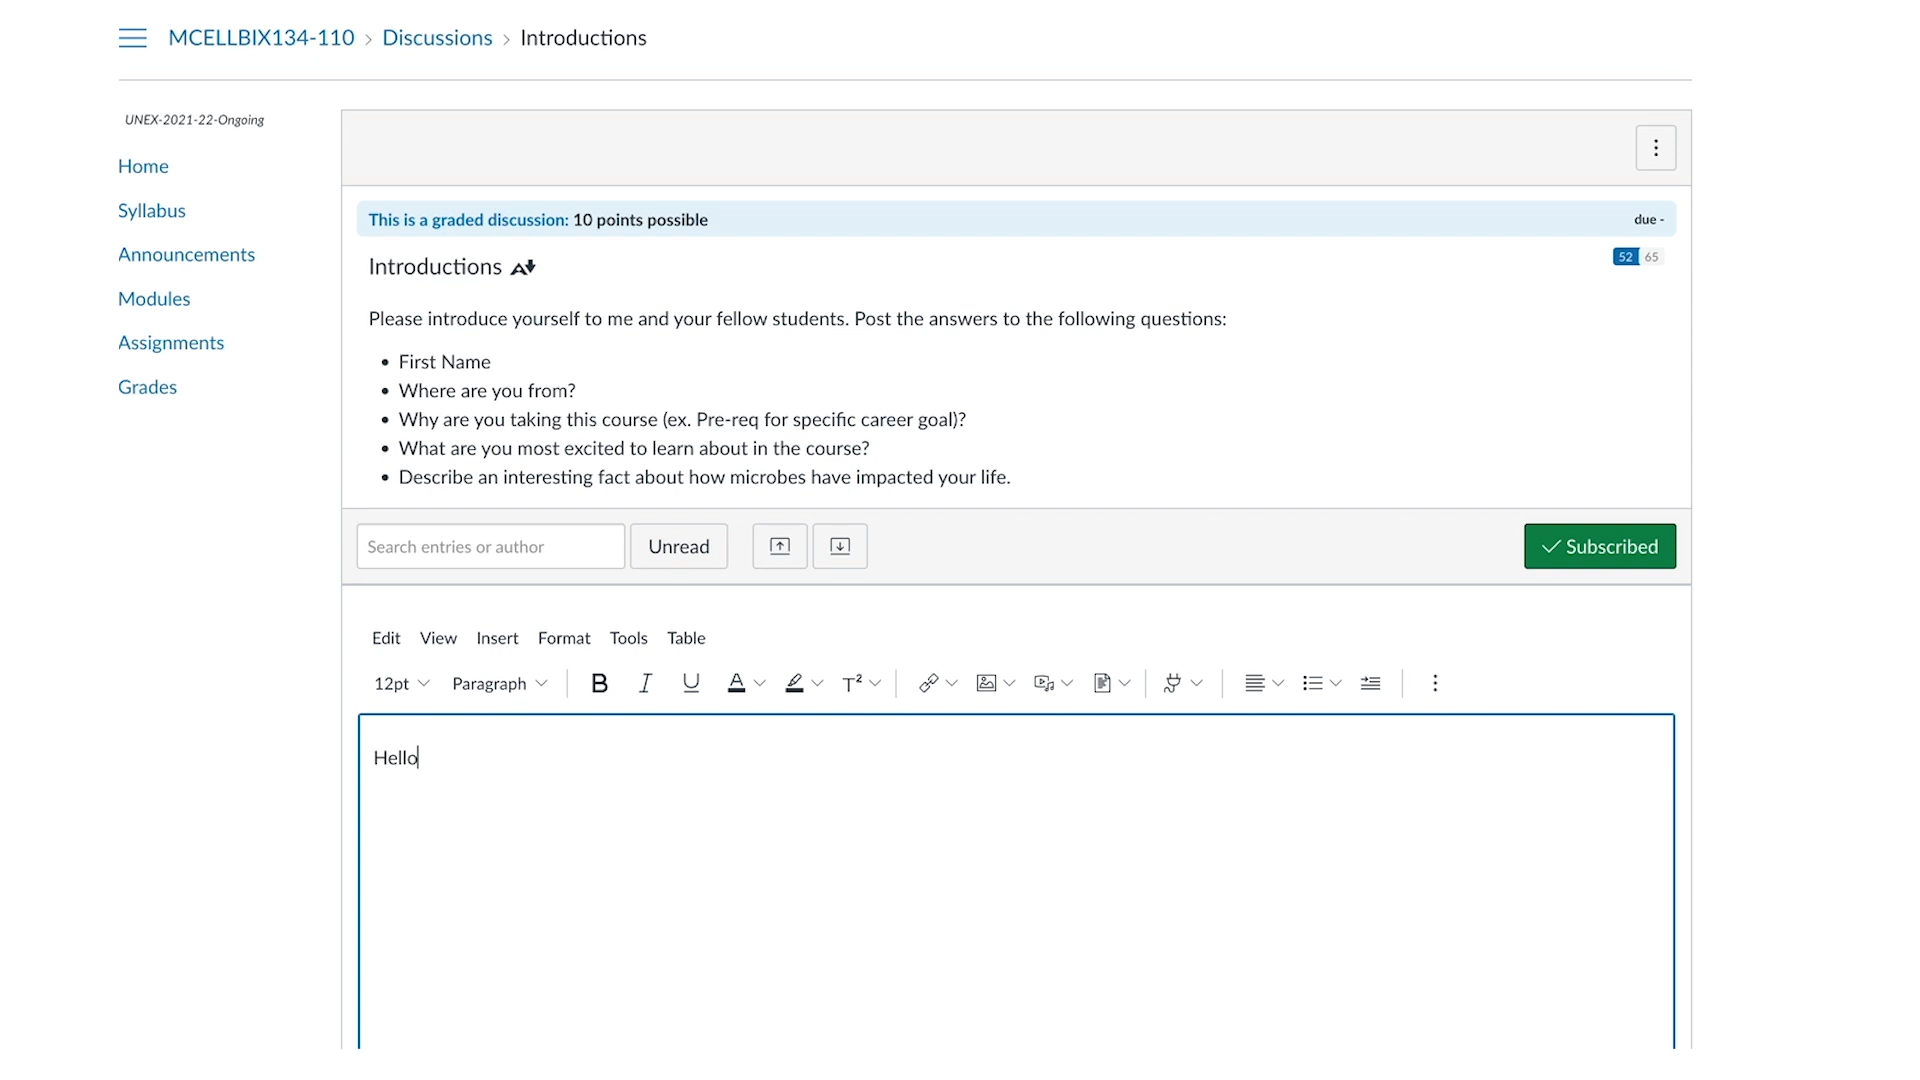 MCELLBIX134-110 > Discussions > Introductions
UNEX-2021-22-Ongoing
Home
Syllabus
Announcements
Modules
Assignments
Grades
This is a graded discussion: 10 points possible
due -
52 65
Introductions
Please introduce yourself to me and your fellow students. Post the answers to the following questions:
• First Name
• Where are you from?
• Why are you taking this course (ex. Pre-req for specific career goal)?
• What are you most excited to learn about in the course?
• Describe an interesting fact about how microbes have impacted your life.
Search entries or author Unread Subscribed
Edit View Insert Format Tools Table
12pt Paragraph B I U A T²
Hello